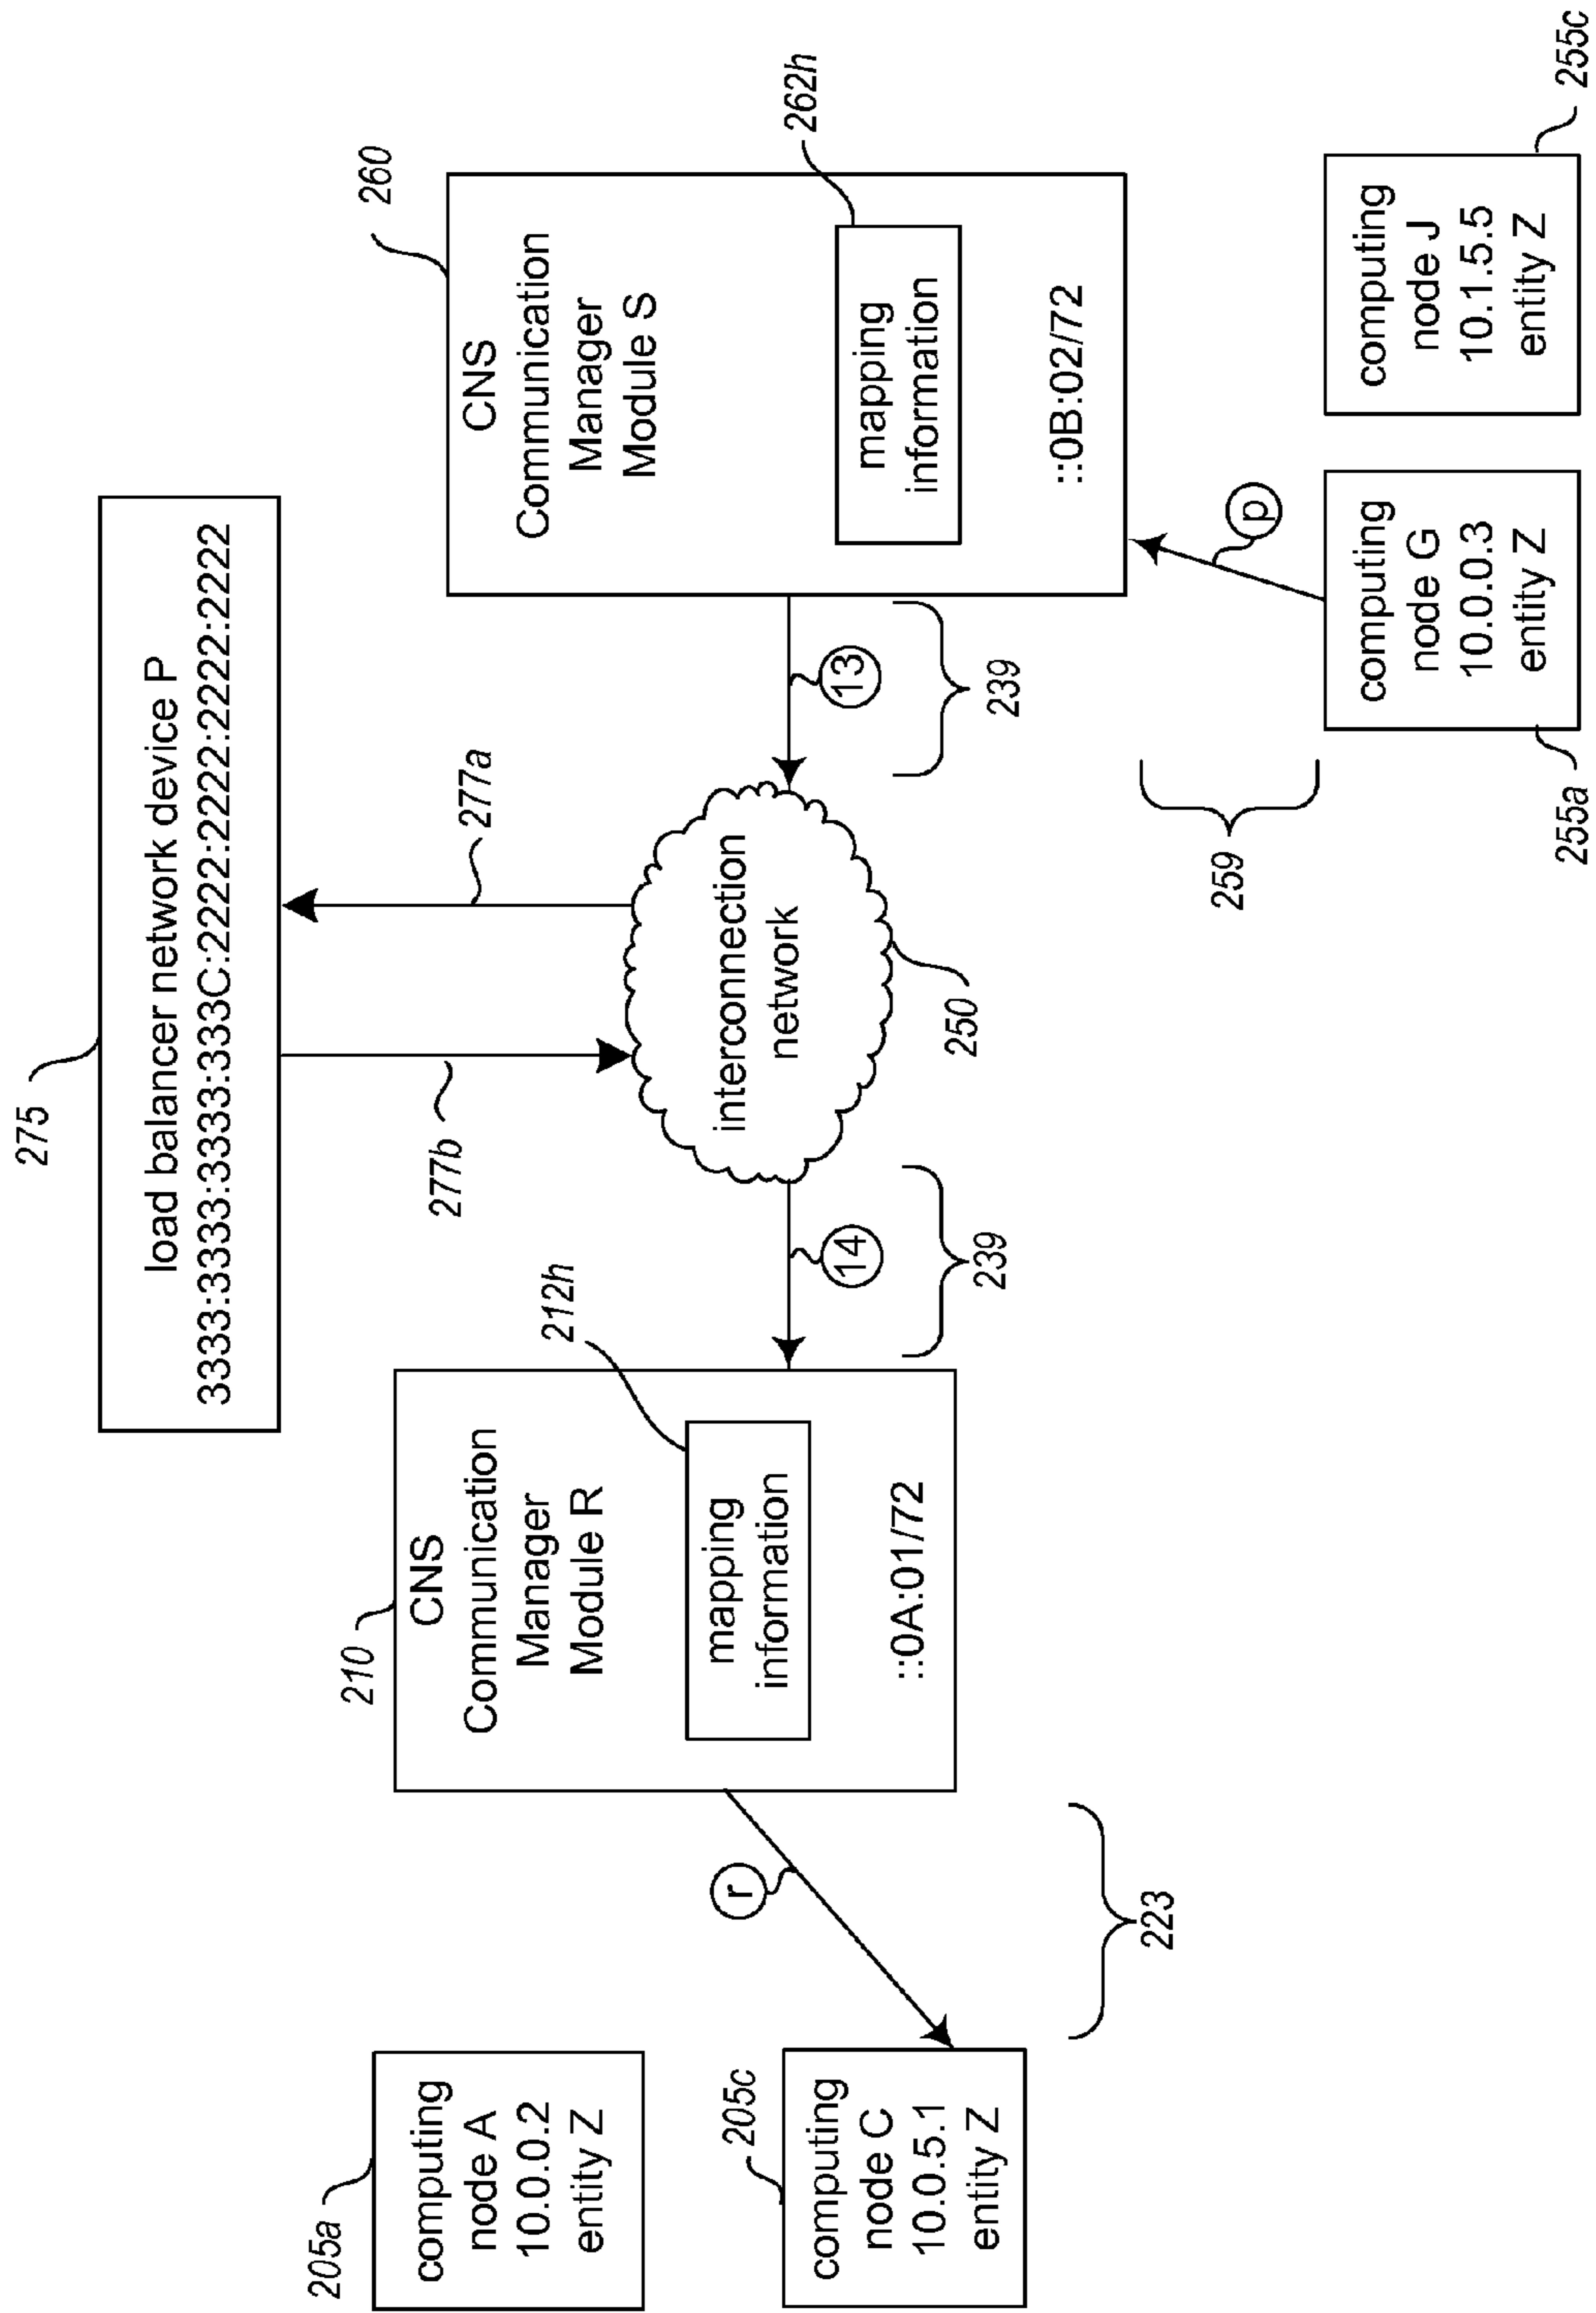 275
load balancer network device P
3333:3333:3333:333C:2222:2222:2222:2222
277b
277a
210
CNS
Communication
Manager
Module R
212h
mapping
information
::0A:01/72
260
CNS
Communication
Manager
Module S
262h
mapping
information
::0B:02/72
interconnection
network
250
14
239
13
239
205a
computing
node A
10.0.0.2
entity Z
205c
computing
node C
10.0.5.1
entity Z
r
223
p
259
255a
computing
node G
10.0.0.3
entity Z
255c
computing
node J
10.1.5.5
entity Z